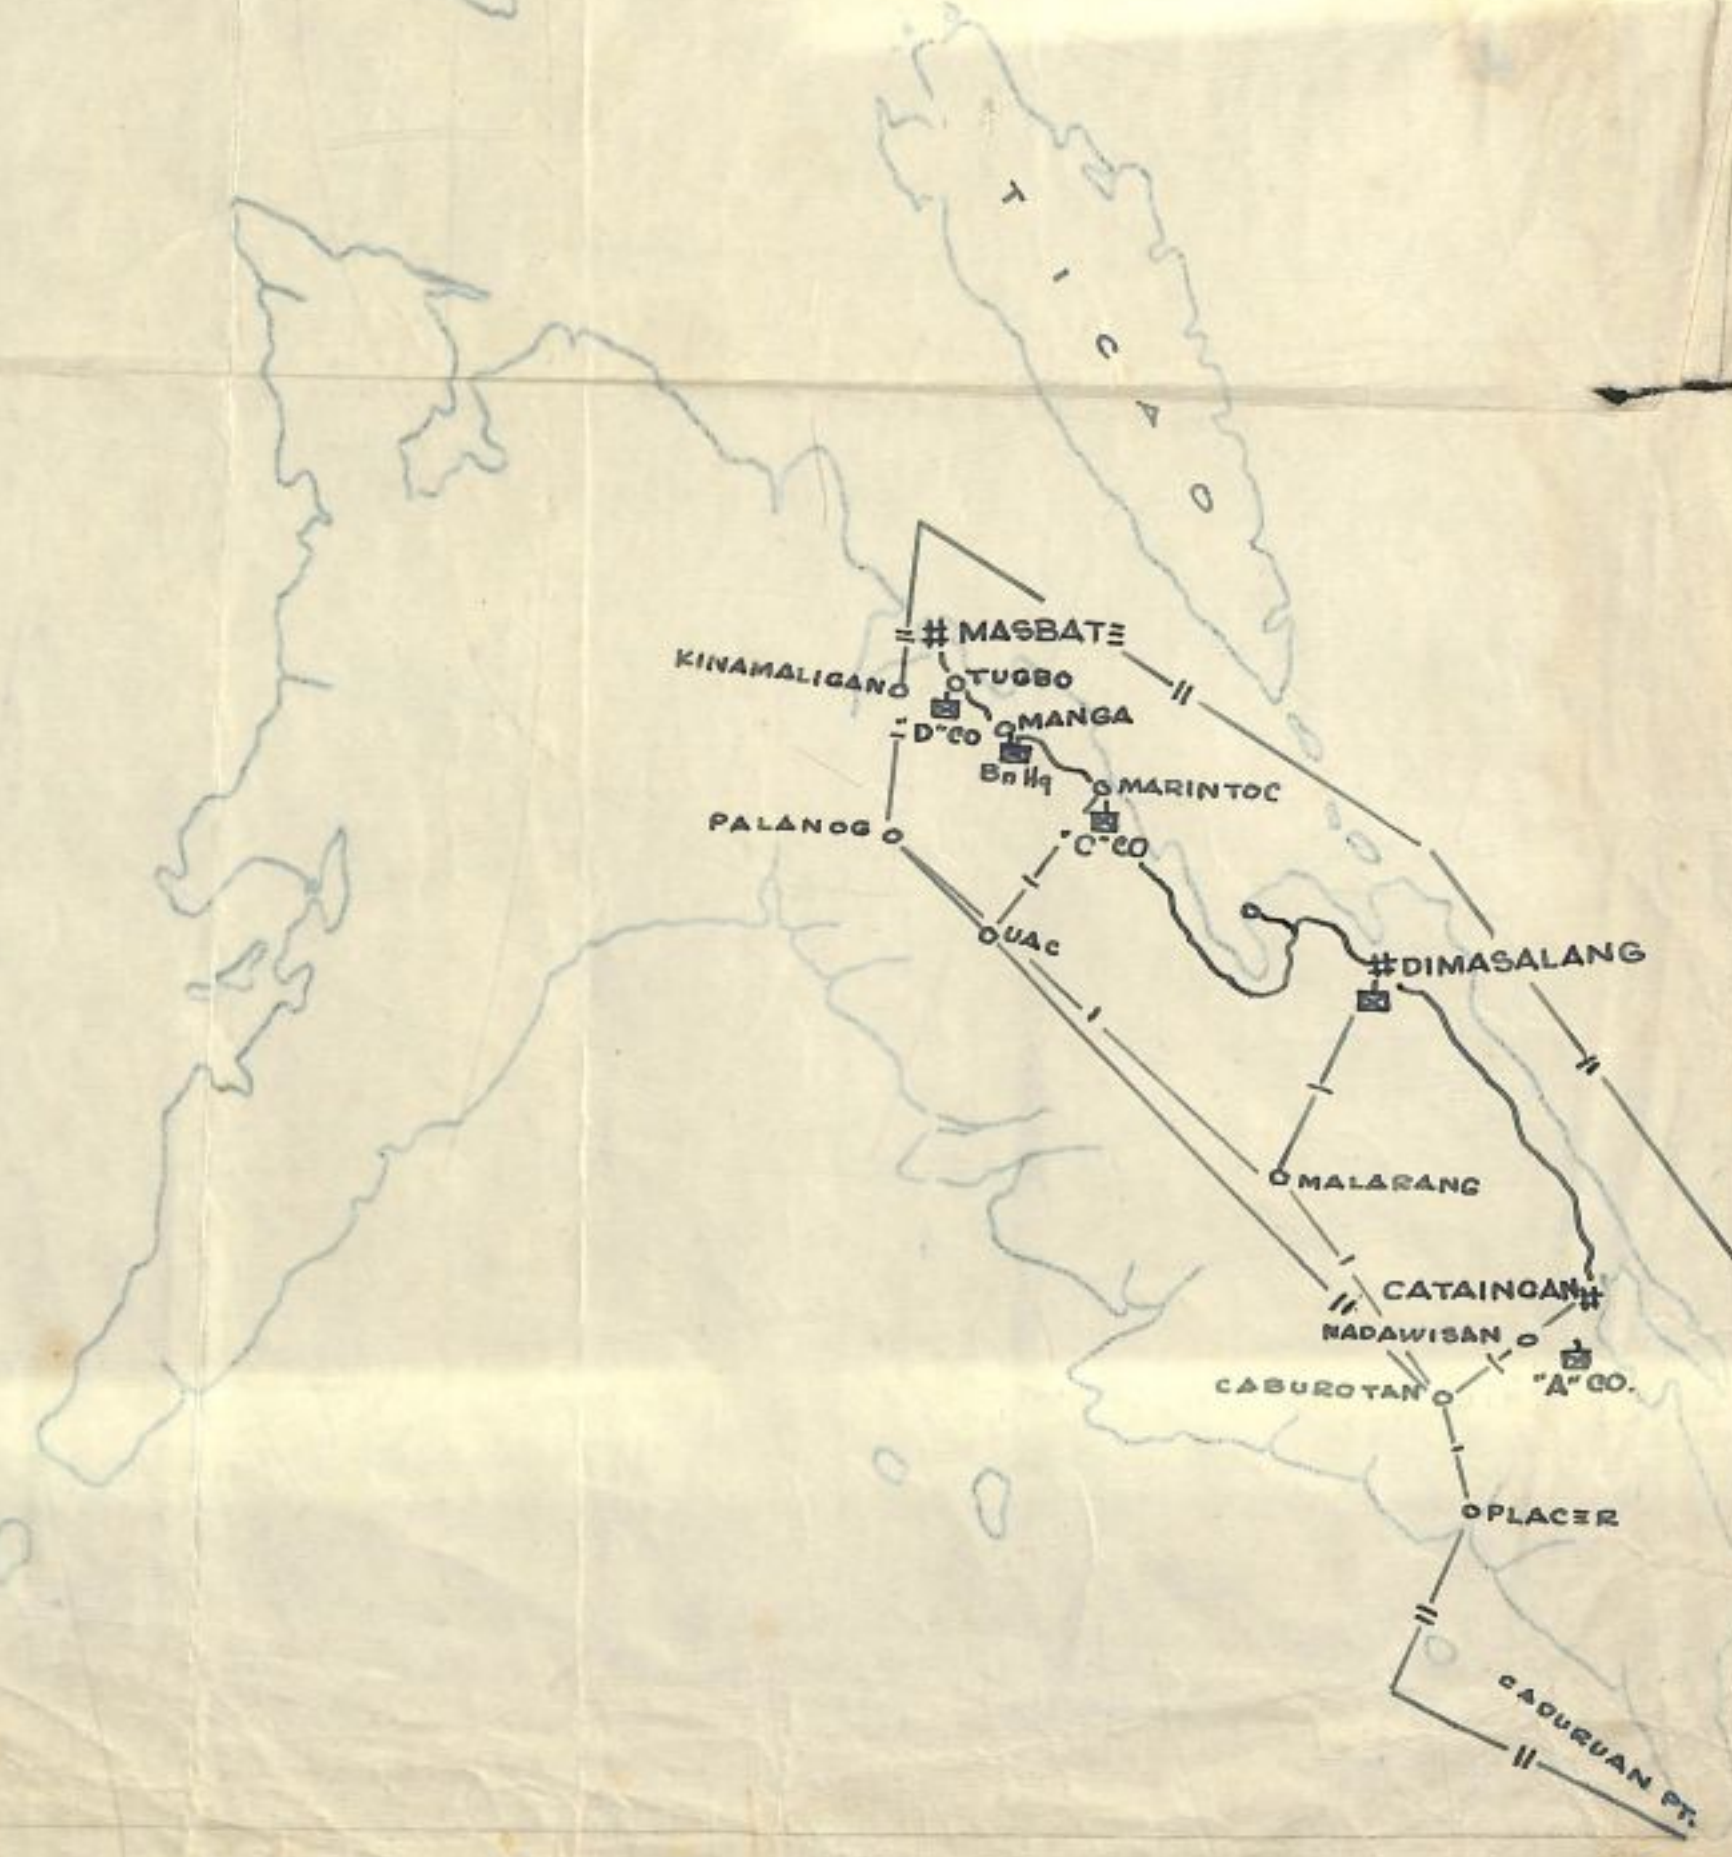 TICAO
# MASBATE
KINAMALIGAN
TUGBO
"D" CO
MANGA
Bn Hq
MARINTOC
"C" CO
PALANOG
UAC
# DIMASALANG
MALARANG
CATAINGAN #
NADAWISAN
"A" CO.
CABUROTAN
PLACER
CADURUAN PT.